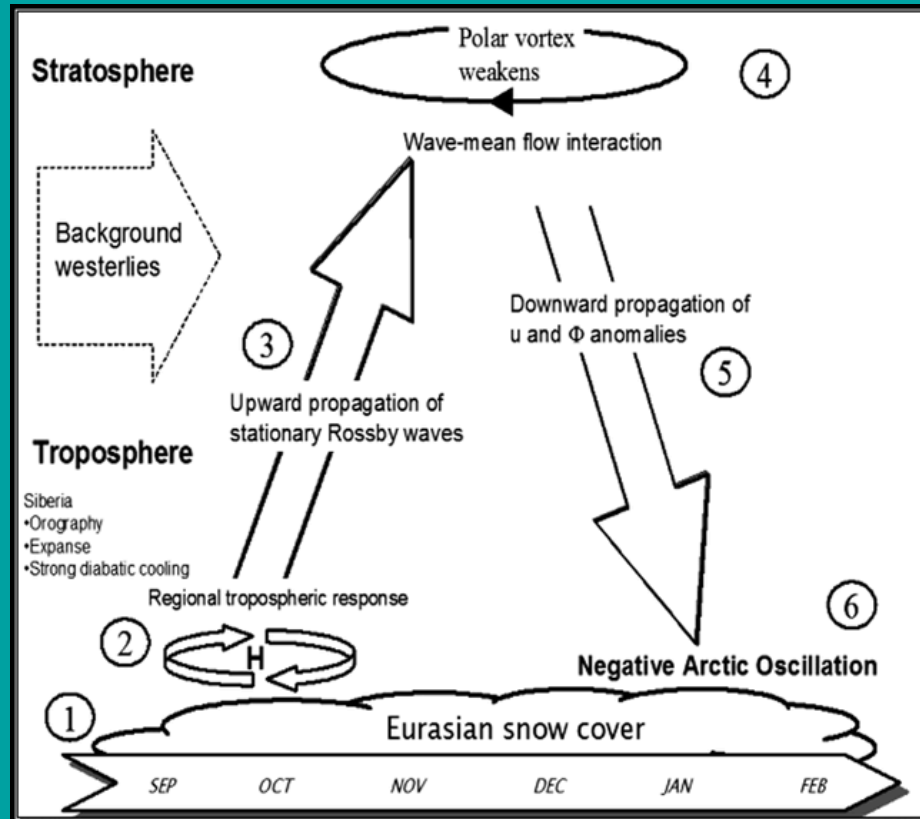 Stratosphere
Polar vortex
weakens
4
Wave-mean flow interaction
Background
westerlies
3
Downward propagation of
u and Φ anomalies
5
Upward propagation of
stationary Rossby waves
Troposphere
Siberia
•Orography
•Expanse
•Strong diabatic cooling
Regional tropospheric response
2
H
6
Negative Arctic Oscillation
1
Eurasian snow cover
SEP OCT NOV DEC JAN FEB